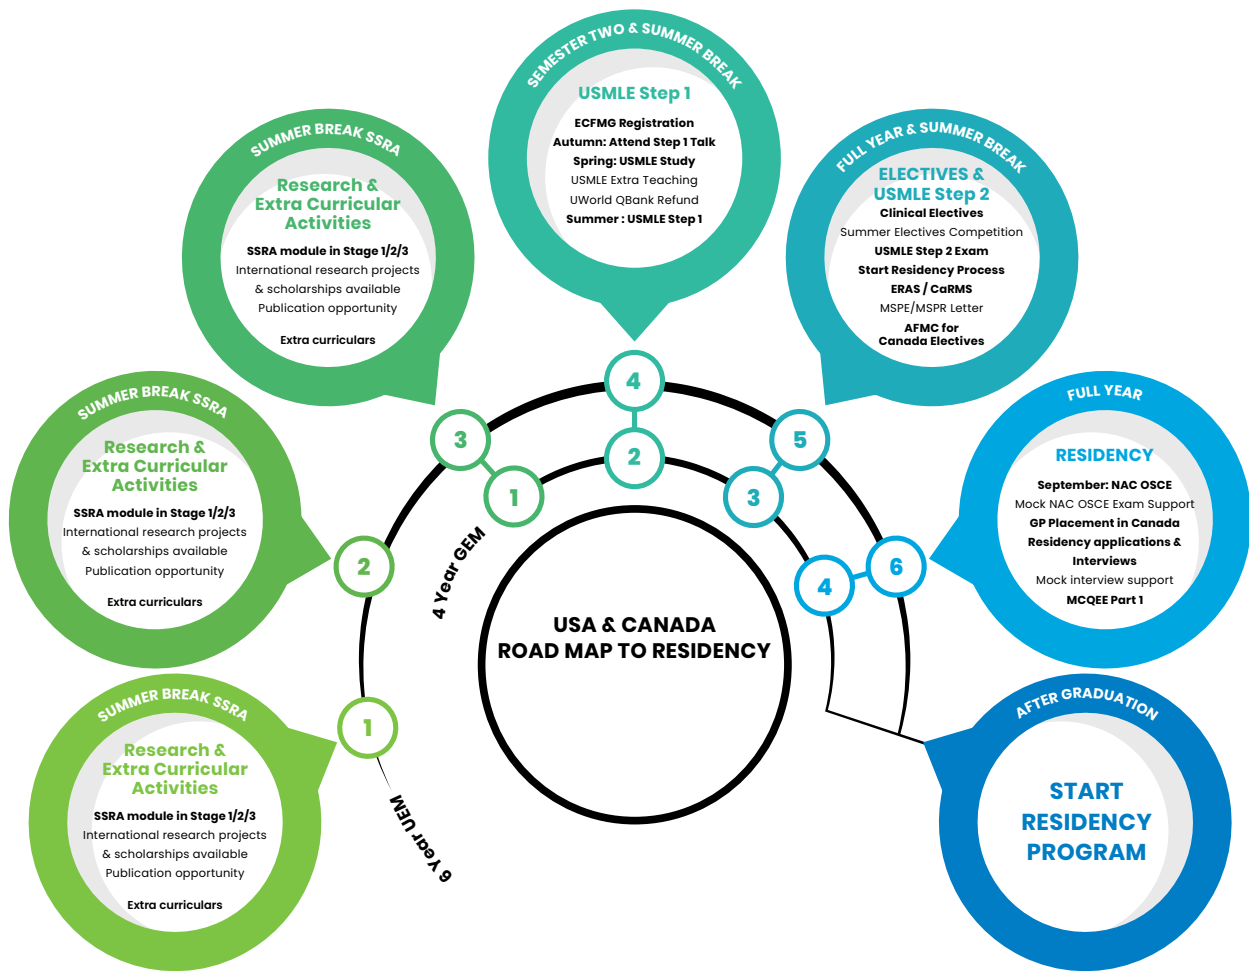 SEMESTER TWO & SUMMER BREAK
USMLE Step 1
ECFMG Registration
Autumn: Attend Step 1 Talk
Spring: USMLE Study
USMLE Extra Teaching
UWorld QBank Refund
Summer : USMLE Step 1
SUMMER BREAK SSRA
Research &
Extra Curricular
Activities
SSRA module in Stage 1/2/3
International research projects
& scholarships available
Publication opportunity
Extra curriculars
FULL YEAR & SUMMER BREAK
ELECTIVES &
USMLE Step 2
Clinical Electives
Summer Electives Competition
USMLE Step 2 Exam
Start Residency Process
ERAS / CaRMS
MSPE/MSPR Letter
AFMC for
Canada Electives
SUMMER BREAK SSRA
Research &
Extra Curricular
Activities
SSRA module in Stage 1/2/3
International research projects
& scholarships available
Publication opportunity
Extra curriculars
FULL YEAR
RESIDENCY
September: NAC OSCE
Mock NAC OSCE Exam Support
GP Placement in Canada
Residency applications &
Interviews
Mock interview support
MCQEE Part 1
SUMMER BREAK SSRA
Research &
Extra Curricular
Activities
SSRA module in Stage 1/2/3
International research projects
& scholarships available
Publication opportunity
Extra curriculars
AFTER GRADUATION
START
RESIDENCY
PROGRAM
4
3
5
2
1
3
2
6
4
1
4 Year GEM
6 Year UEM
USA & CANADA
ROAD MAP TO RESIDENCY